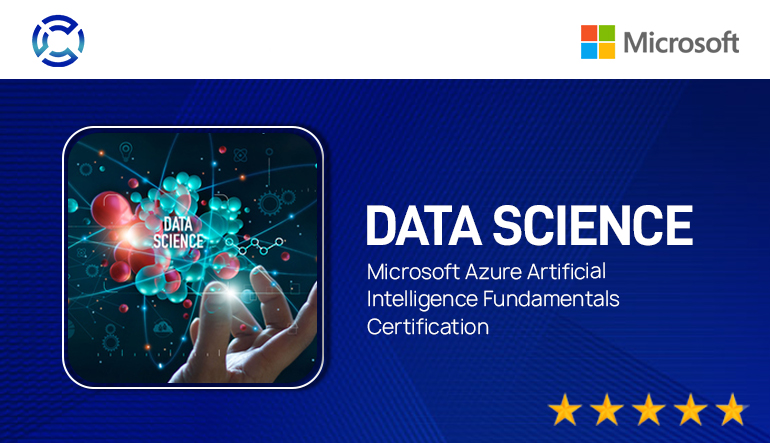 Microsoft
DATA
SCIENCE
DATA SCIENCE
Microsoft Azure Artificial
Intelligence Fundamentals
Certification